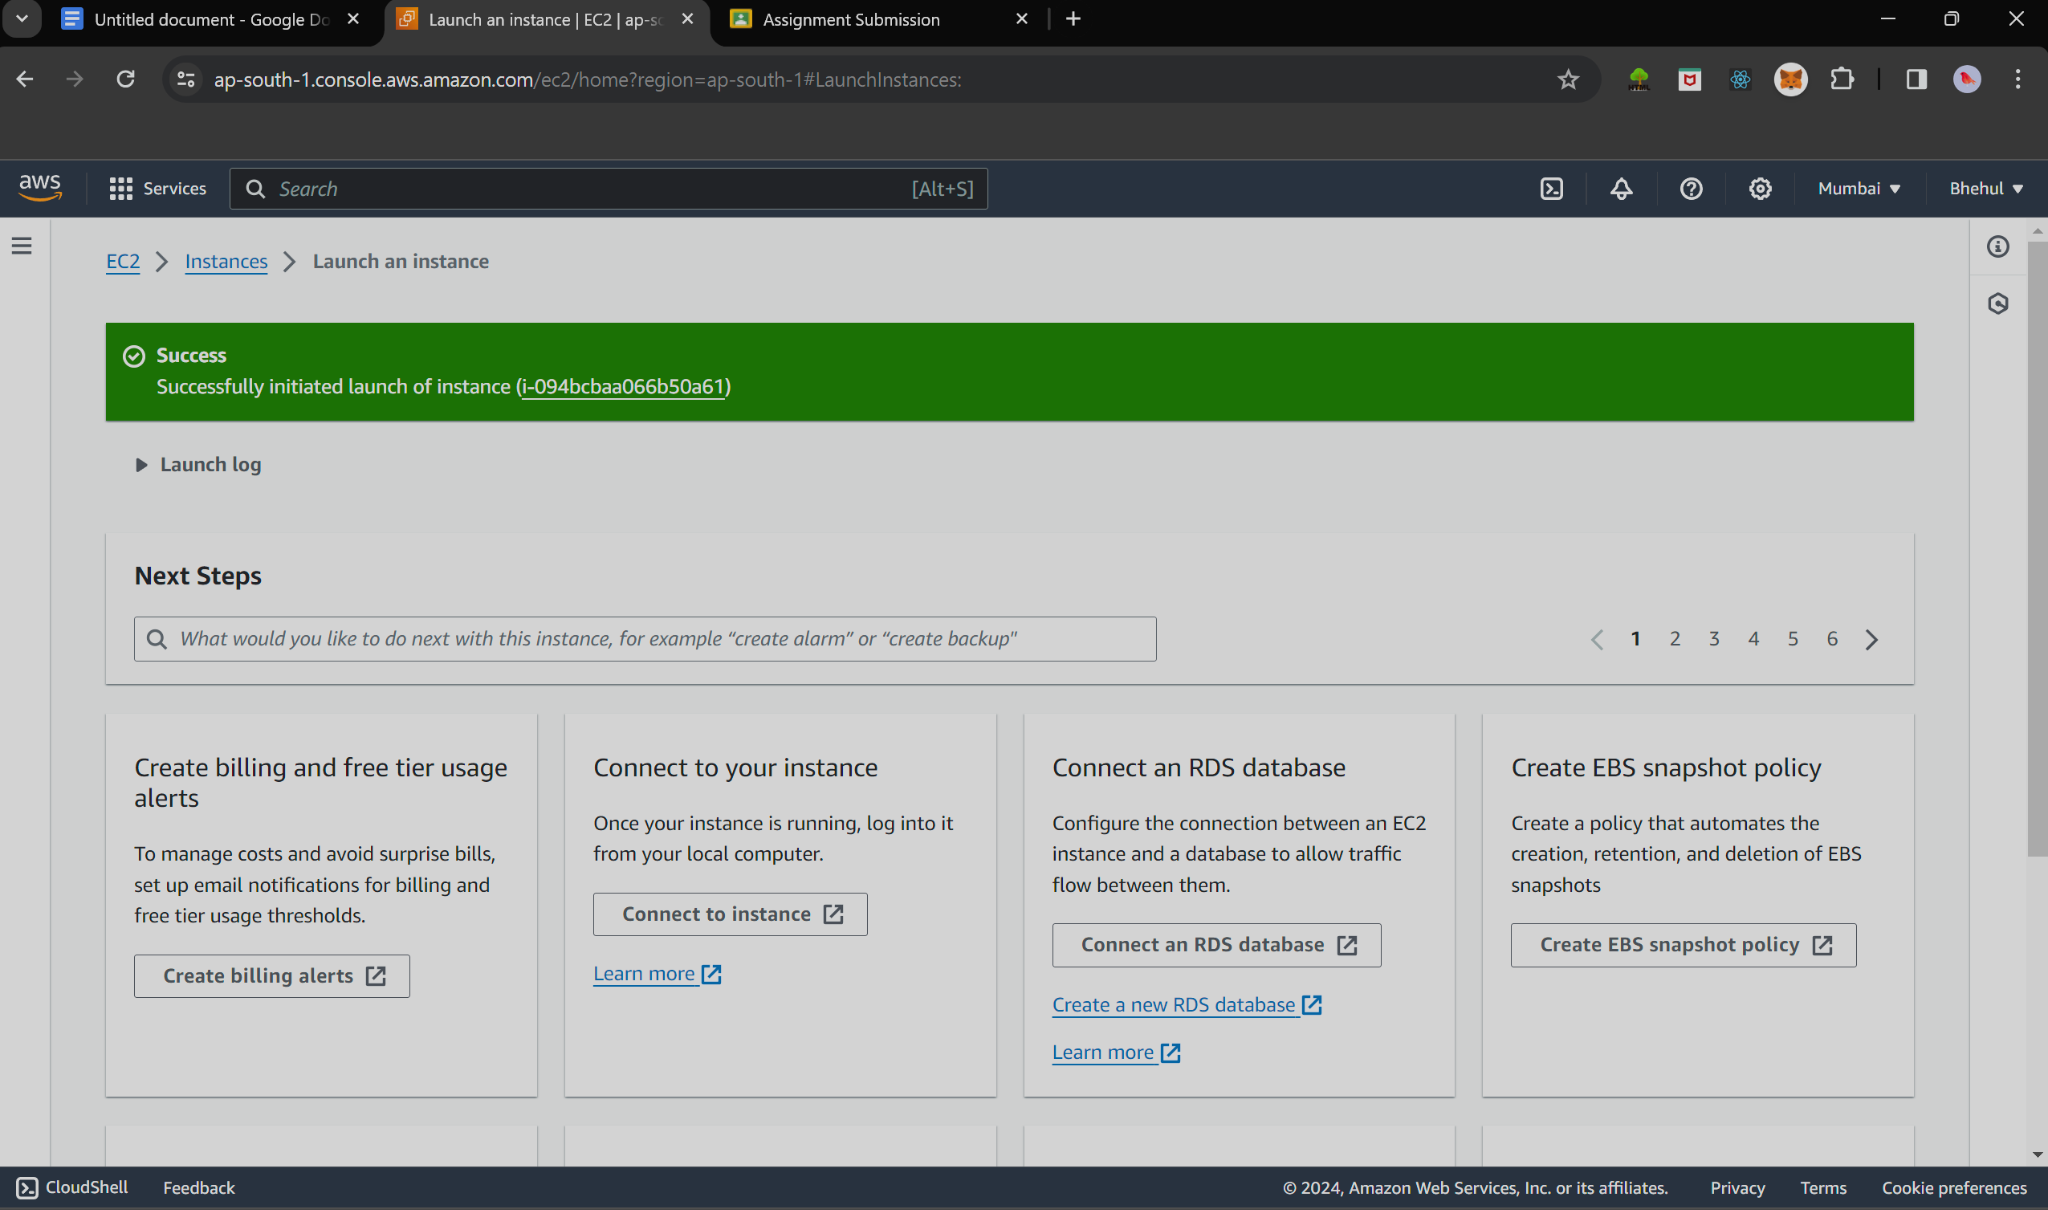 Untitled document - Google Do
Launch an instance | EC2 | ap-so
Assignment Submission
ap-south-1.console.aws.amazon.com/ec2/home?region=ap-south-1#LaunchInstances:
HTML
aws
Services
Search
[Alt+S]
Mumbai
Bhehul
EC2
Instances
Launch an instance
Success
Successfully initiated launch of instance (i-094bcbaa066b50a61)
Launch log
Next Steps
What would you like to do next with this instance, for example “create alarm” or “create backup"
1 2 3 4 5 6
Create billing and free tier usage
alerts
To manage costs and avoid surprise bills,
set up email notifications for billing and
free tier usage thresholds.
Create billing alerts
Connect to your instance
Once your instance is running, log into it
from your local computer.
Connect to instance
Learn more
Connect an RDS database
Configure the connection between an EC2
instance and a database to allow traffic
flow between them.
Connect an RDS database
Create a new RDS database
Learn more
Create EBS snapshot policy
Create a policy that automates the
creation, retention, and deletion of EBS
snapshots
Create EBS snapshot policy
CloudShell
Feedback
© 2024, Amazon Web Services, Inc. or its affiliates.
Privacy
Terms
Cookie preferences